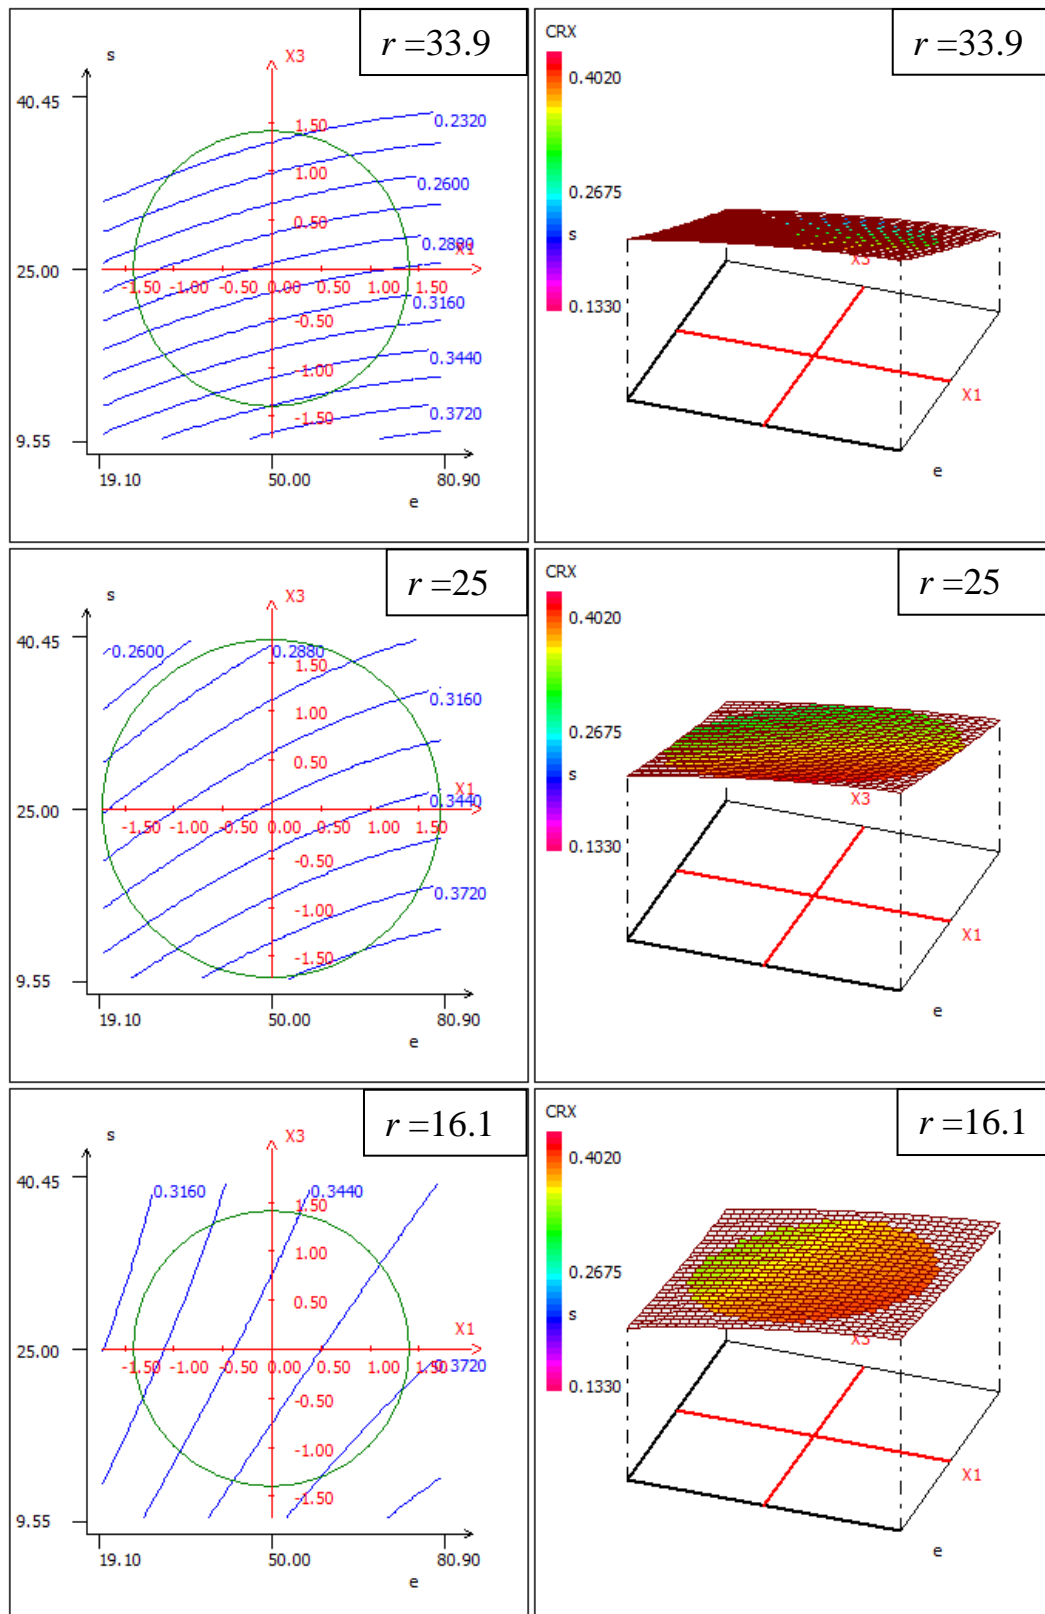 r =33.9
s
X3
40.45
1.50
0.2320
1.00
0.2600
0.50
0.2880
X1
25.00
-1.50 -1.00 -0.50 0.00 0.50 1.00 1.50
-0.50
0.3160
-1.00
0.3440
-1.50
0.3720
9.55
19.10
50.00
80.90
e
r =33.9
CRX
0.4020
0.2675
s
0.1330
X3
X1
e
r =25
s
X3
40.45
0.2600
0.2880
1.50
0.3160
1.00
0.50
X1
0.3440
25.00
-1.50 -1.00 -0.50 0.00 0.50 1.00 1.50
-0.50
0.3720
-1.00
-1.50
9.55
19.10
50.00
80.90
e
r =25
CRX
0.4020
0.2675
s
0.1330
X3
X1
e
r =16.1
s
X3
40.45
0.3160
0.3440
1.50
1.00
0.50
X1
25.00
-1.50 -1.00 -0.50 0.00 0.50 1.00 1.50
0.3720
-0.50
-1.00
-1.50
9.55
19.10
50.00
80.90
e
r =16.1
CRX
0.4020
0.2675
s
0.1330
X3
X1
e